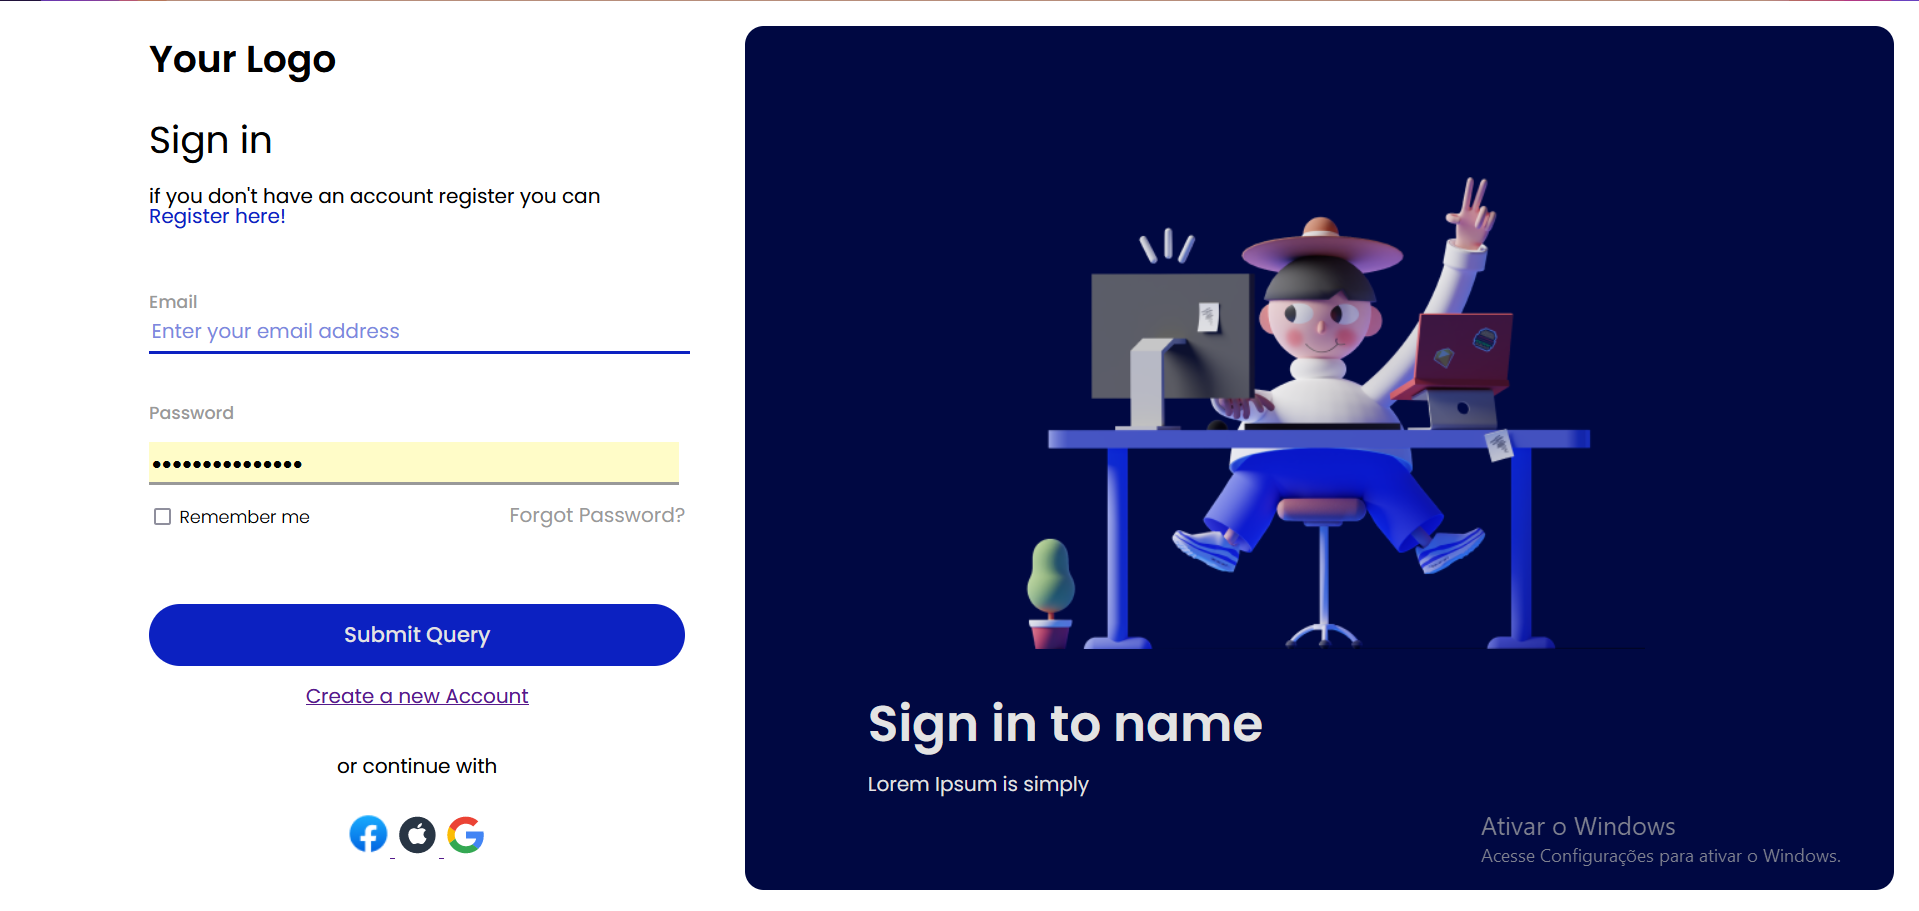 Your Logo
Sign in
if you don't have an account register you can
Register here!
Email
Enter your email address
Password
•••••••••••••••
Remember me
Forgot Password?
Submit Query
Create a new Account
or continue with
Sign in to name
Lorem Ipsum is simply
Ativar o Windows
Acesse Configurações para ativar o Windows.